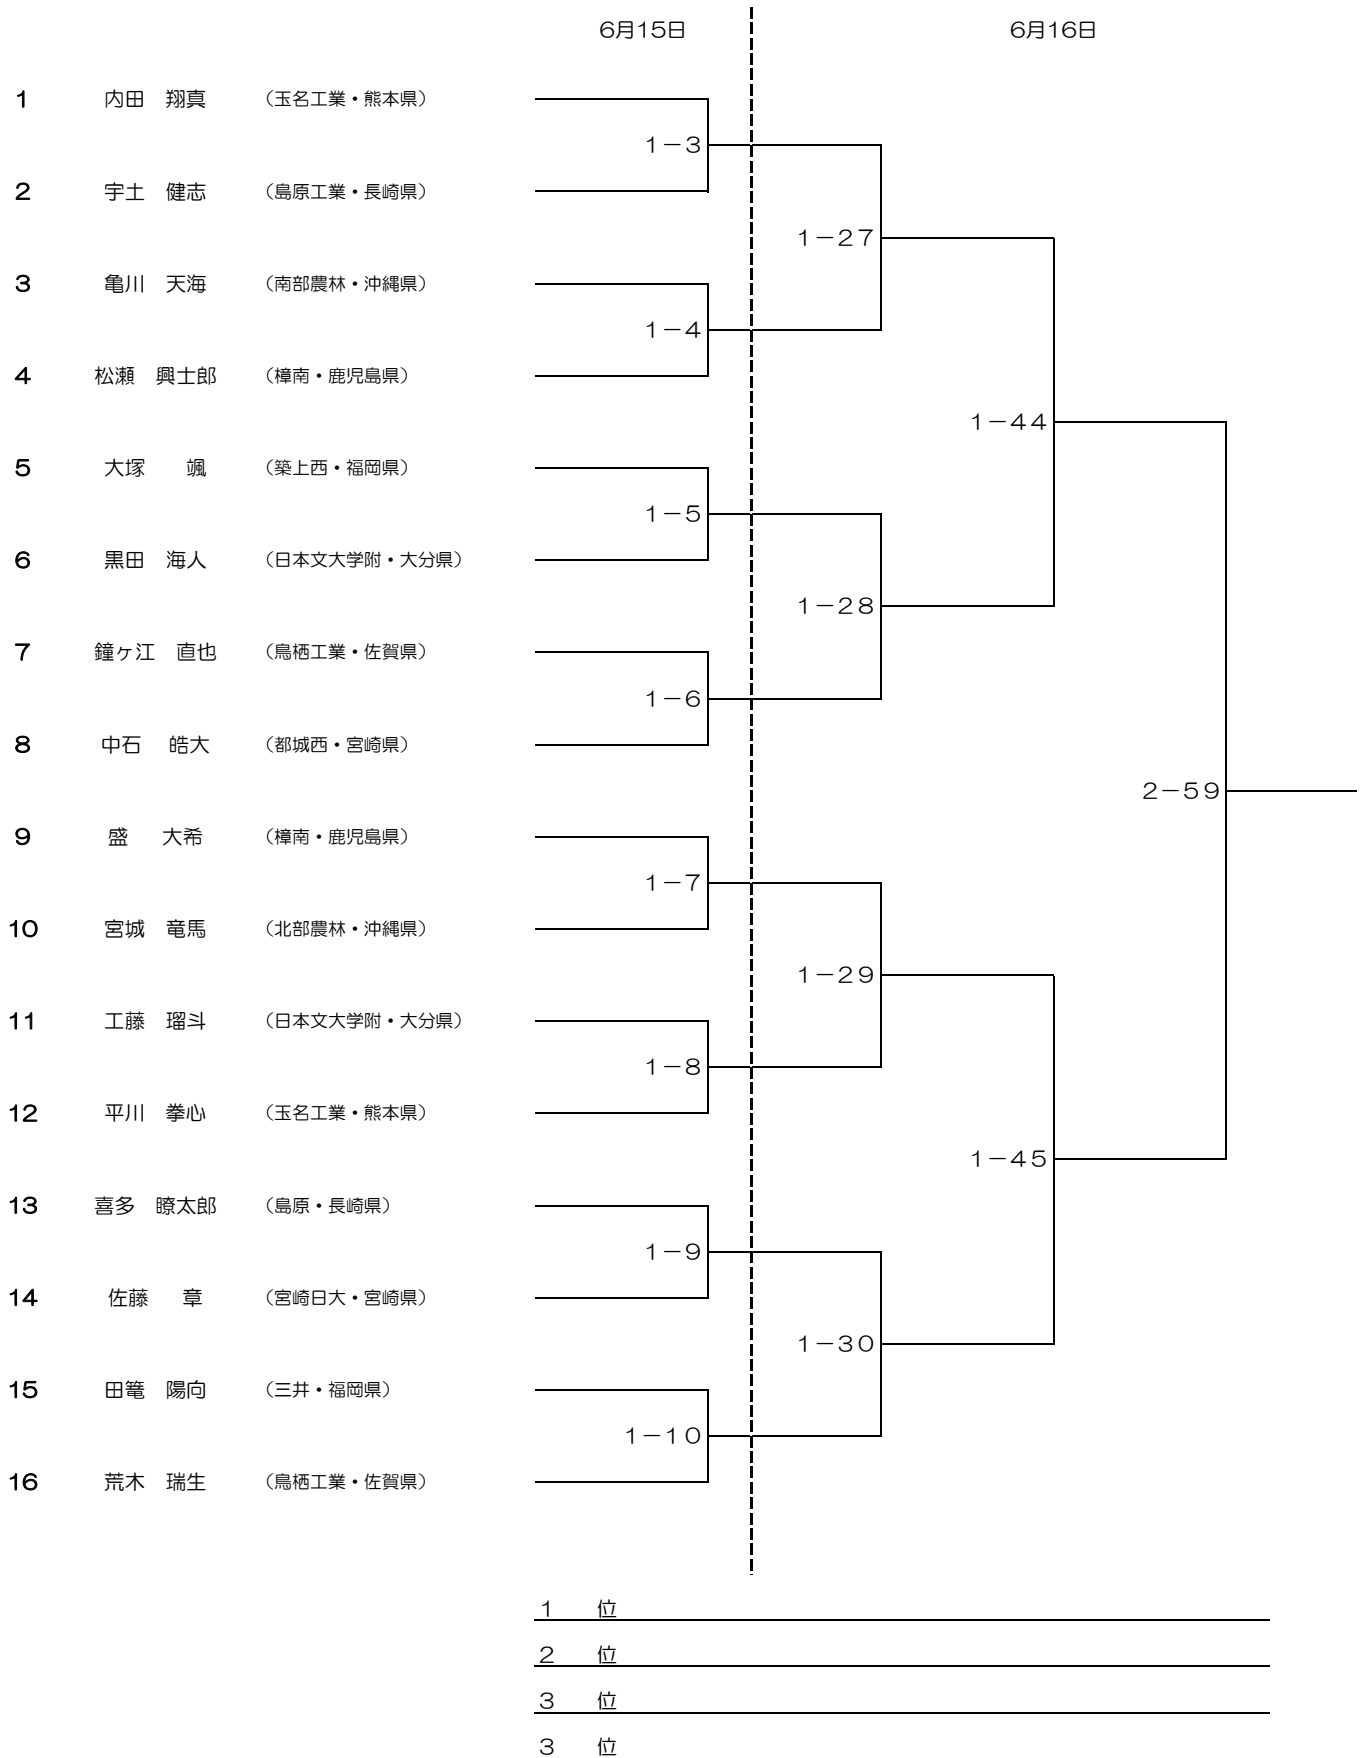 6月15日 6月16日
1 内田 翔真 （玉名工業・熊本県）
1－3
2 宇土 健志 （島原工業・長崎県）
1－27
3 亀川 天海 （南部農林・沖縄県）
1－4
4 松瀬 興士郎 （樟南・鹿児島県）
1－44
5 大塚 颯 （築上西・福岡県）
1－5
6 黒田 海人 （日本文大学附・大分県）
1－28
7 鐘ヶ江 直也 （鳥栖工業・佐賀県）
1－6
8 中石 皓大 （都城西・宮崎県）
2－59
9 盛 大希 （樟南・鹿児島県）
1－7
10 宮城 竜馬 （北部農林・沖縄県）
1－29
11 工藤 瑠斗 （日本文大学附・大分県）
1－8
12 平川 拳心 （玉名工業・熊本県）
1－45
13 喜多 瞭太郎 （島原・長崎県）
1－9
14 佐藤 章 （宮崎日大・宮崎県）
1－30
15 田篭 陽向 （三井・福岡県）
1－10
16 荒木 瑞生 （鳥栖工業・佐賀県）
1 位
2 位
3 位
3 位